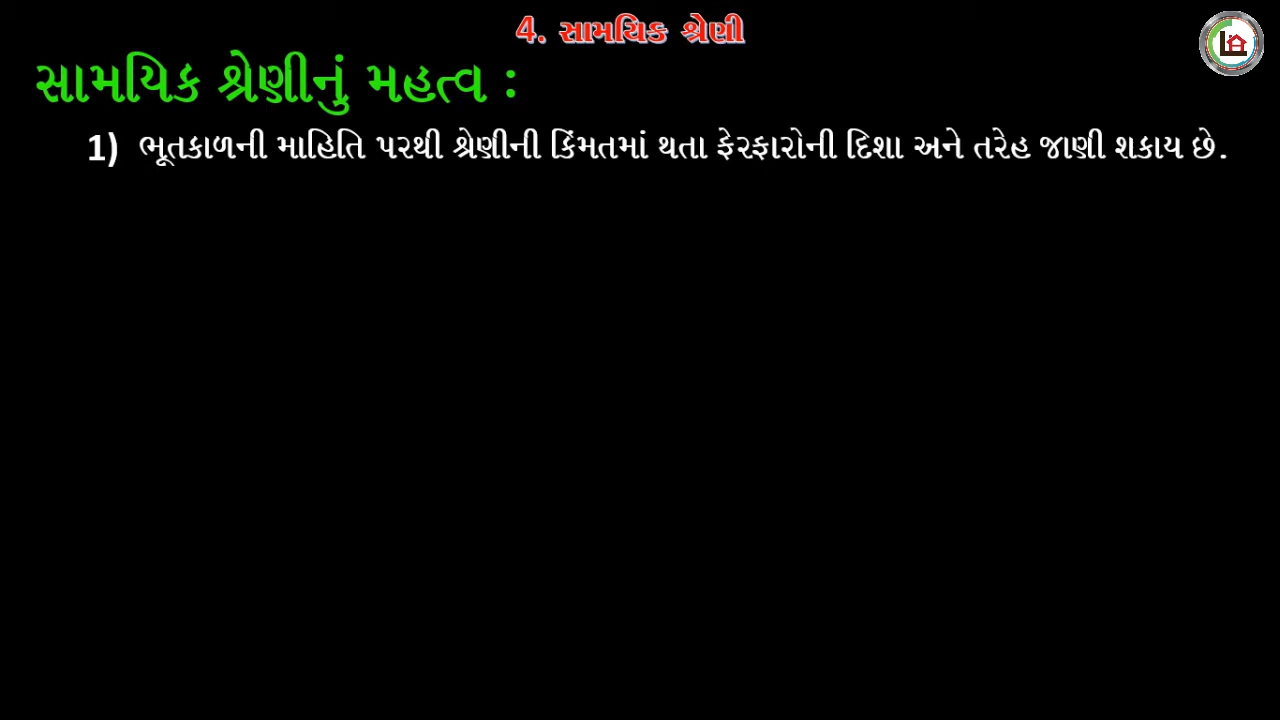 4. સામયિક શ્રેણી
સામયિક શ્રેણીનું મહત્વ :
1) ભૂતકાળની માહિતિ પરથી શ્રેણીની કિંમતમાં થતા ફેરફારોની દિશા અને તરેહ જાણી શકાય છે.